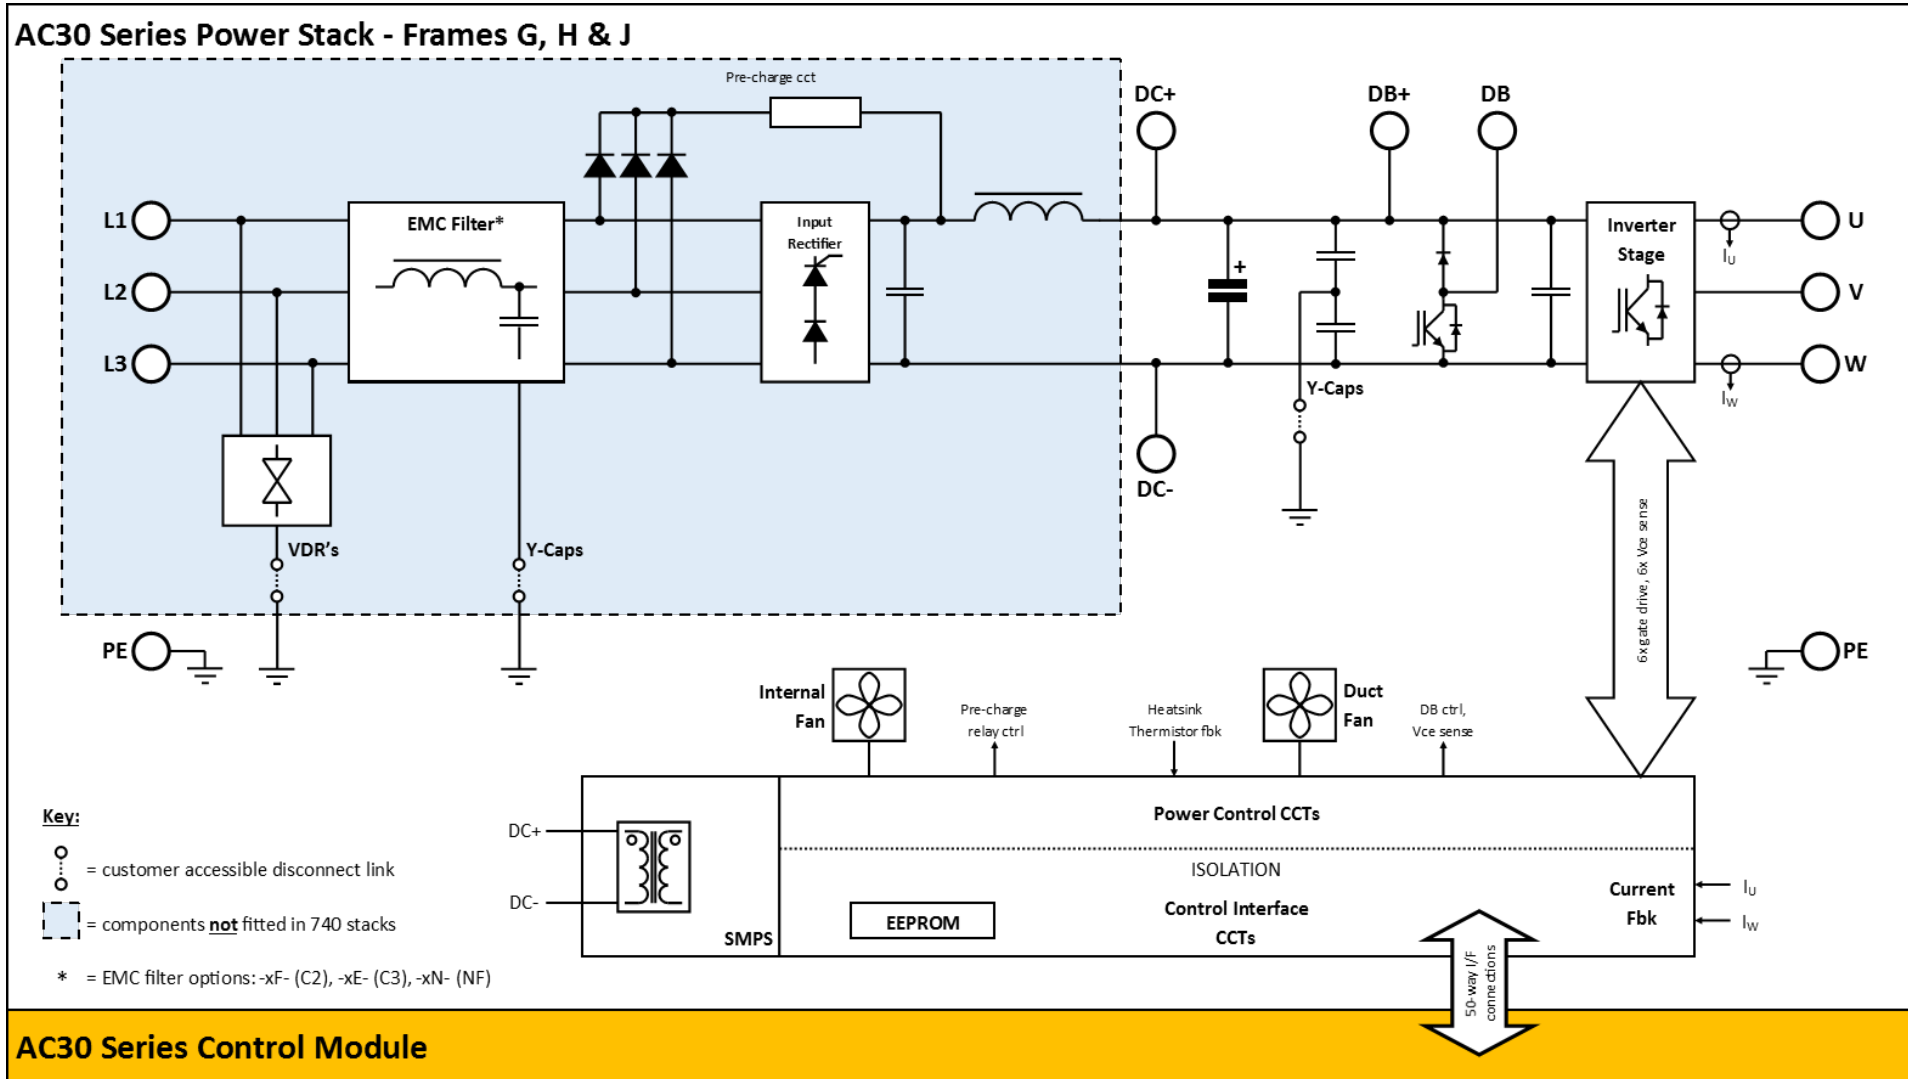 AC30 Series Power Stack - Frames G, H & J
Pre-charge cct
DC+
DB+
DB
L1
EMC Filter*
Input
Rectifier
Inverter
Stage
U
I_U
L2
+
V
L3
W
Y-Caps
I_W
DC-
VDR's
Y-Caps
6x gate drive, 6x Vce sense
PE
PE
Internal
Fan
Pre-charge
relay ctrl
Heatsink
Thermistor fbk
Duct
Fan
DB ctrl,
Vce sense
Key:
= customer accessible disconnect link
= components not fitted in 740 stacks
* = EMC filter options: -xF- (C2), -xE- (C3), -xN- (NF)
DC+
DC-
SMPS
Power Control CCTs
ISOLATION
EEPROM
Control Interface
CCTs
Current
Fbk
I_U
I_W
50-way I/F
connections
AC30 Series Control Module